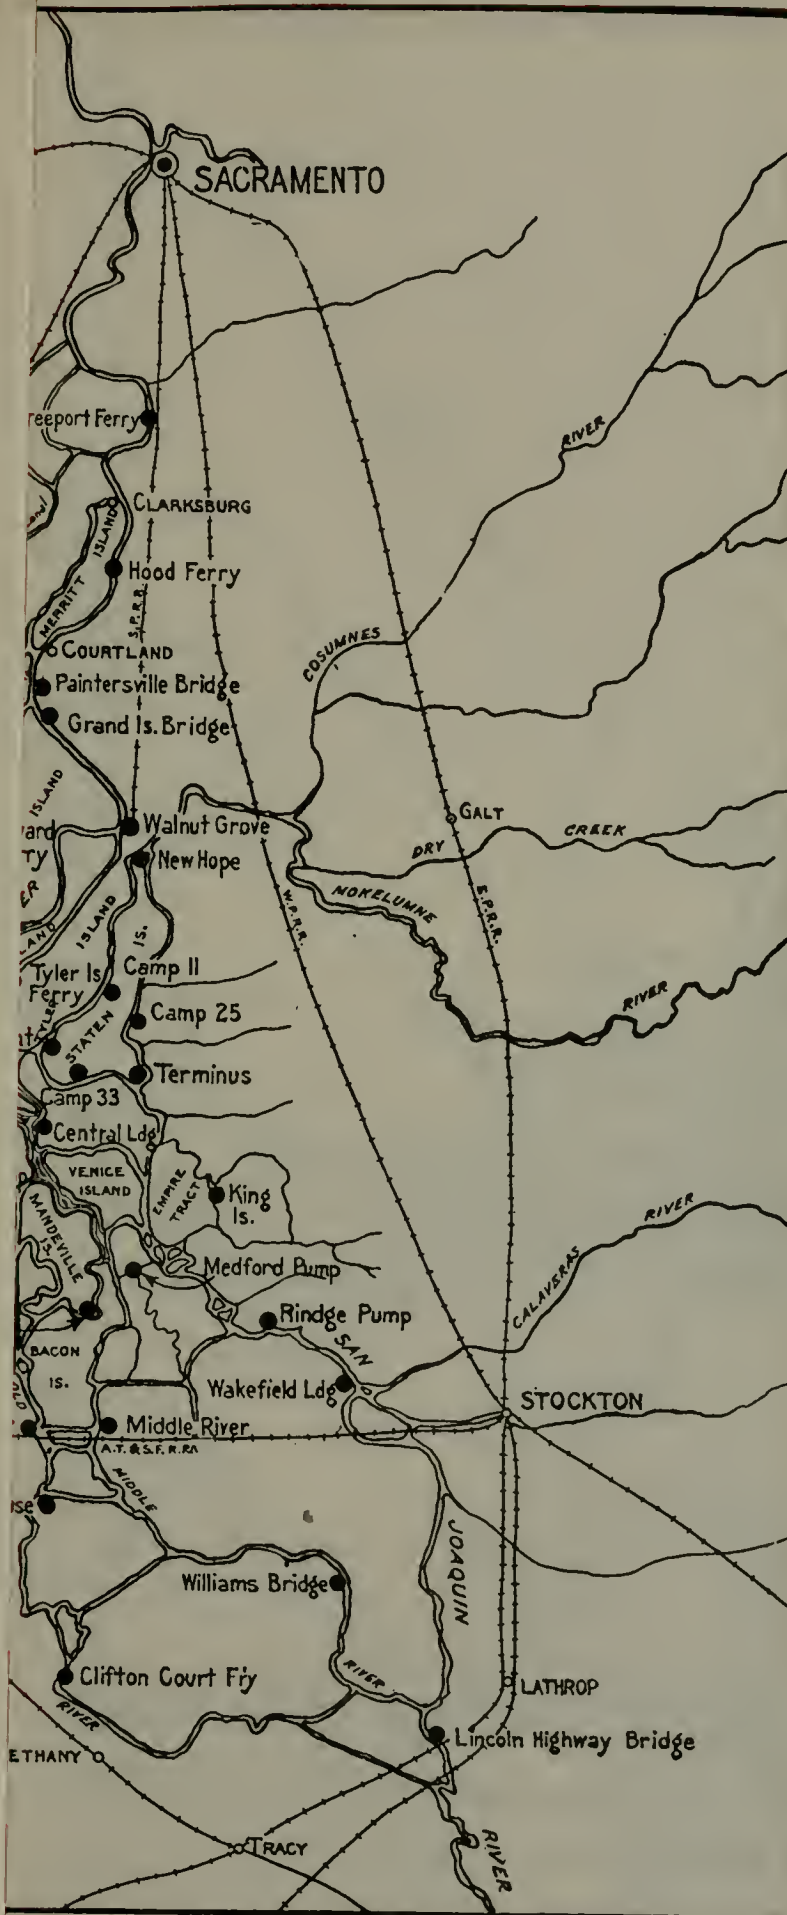 SACRAMENTO
reeport Ferry
CLARKSBURG
MERRITT ISLAND
Hood Ferry
S.P.R.R.
RIVER
COSUMNES
COURTLAND
Paintersville Bridge
Grand Is. Bridge
ISLAND
Walnut Grove
GALT
DRY CREEK
New Hope
MOKELUMNE
W.P.R.R.
S.P.R.R.
ISLAND
IS.
Tyler Is
Ferry
Camp 11
RIVER
Camp 25
TYLER
STATEN
Terminus
Camp 33
Central Ldg
VENICE
ISLAND
EMPIRE
TRACT
King
Is.
MANDEVILLE
IS.
RIVER
CALAVERAS
Medford Pump
Rindge Pump
SAN
BACON
IS.
Wakefield Ldg
STOCKTON
Middle River
A.T. & S.F. R.R.
MIDDLE
JOAQUIN
Williams Bridge
RIVER
Clifton Court F'ry
RIVER
LATHROP
Lincoln Highway Bridge
ETHANY
TRACY
RIVER